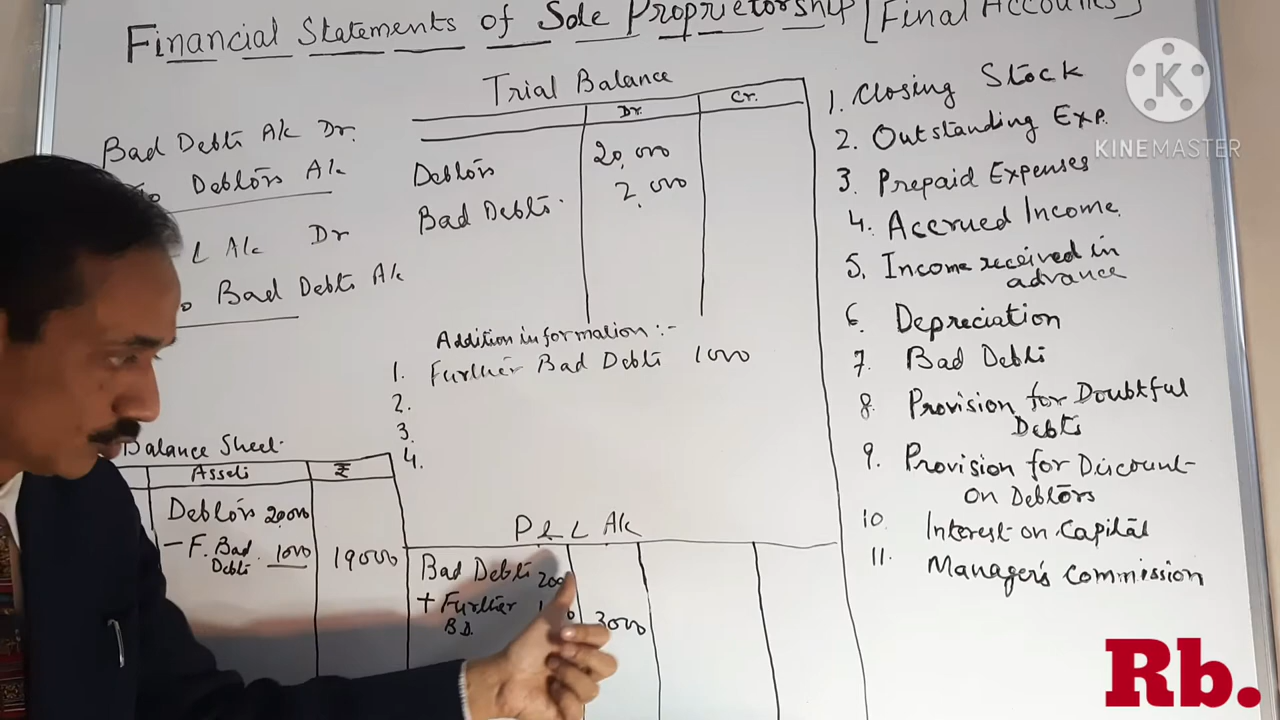 Financial Statements of Sole Proprietorship [Final Accounts]
Trial Balance
Dr.
Cr.
Debtors 20,000
Bad Debts. 2,000
Bad Debts A/c Dr.
Debtors A/c
L A/c Dr
Bad Debts A/c
Addition information:-
1. Further Bad Debts 1000
2.
3.
4.
Balance Sheet.
Assets ₹
Debtors 20000
- F. Bad Debts 1000 19000
P & L A/c
Bad Debts
+ Further
B.D. 3000
1. Closing Stock
2. Outstanding Exp.
3. Prepaid Expenses
4. Accrued Income.
5. Income received in
advance
6. Depreciation
7. Bad Debts
8. Provision for Doubtful
Debts
9. Provision for Discount
on Debtors
10. Interest on Capital
11. Manager's Commission
K
KINEMASTER
Rb.